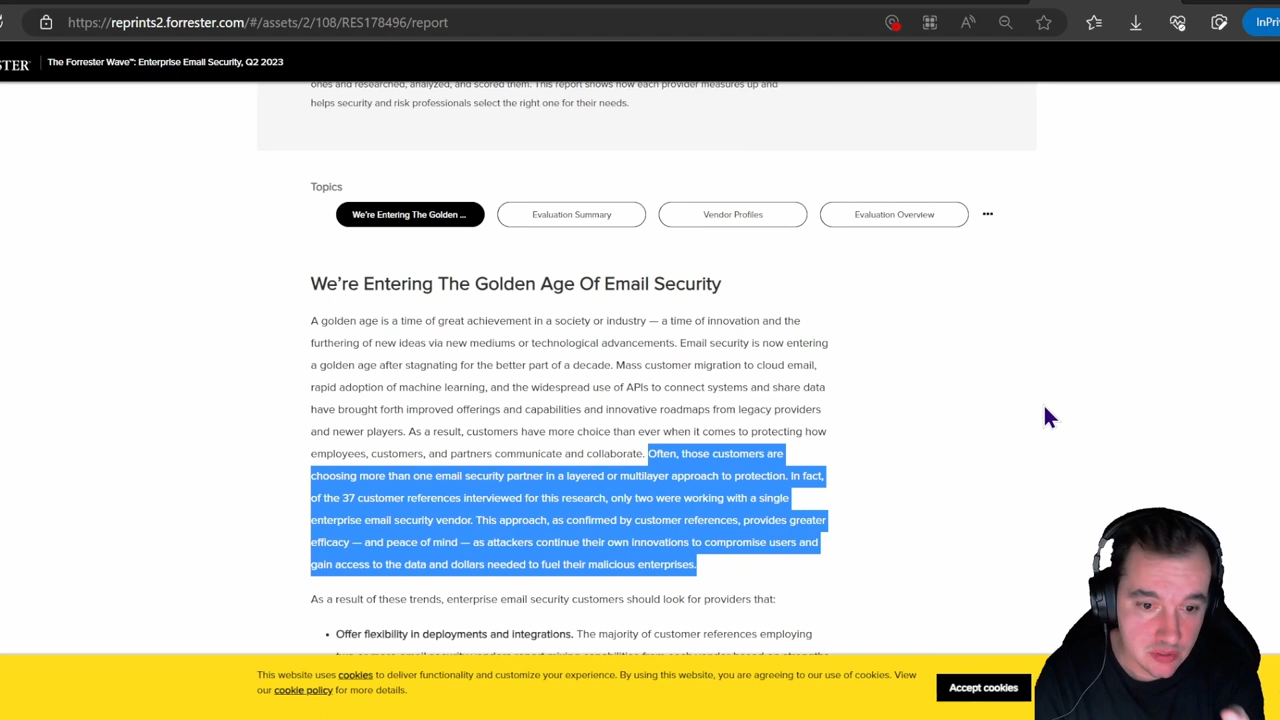 https://reprints2.forrester.com/#/assets/2/108/RES178496/report
InPriv
STER
The Forrester Wave™: Enterprise Email Security, Q2 2023
ones and researched, analyzed, and scored them. This report shows how each provider measures up and
helps security and risk professionals select the right one for their needs.
Topics
We're Entering The Golden ...
Evaluation Summary
Vendor Profiles
Evaluation Overview
We're Entering The Golden Age Of Email Security
A golden age is a time of great achievement in a society or industry — a time of innovation and the
furthering of new ideas via new mediums or technological advancements. Email security is now entering
a golden age after stagnating for the better part of a decade. Mass customer migration to cloud email,
rapid adoption of machine learning, and the widespread use of APIs to connect systems and share data
have brought forth improved offerings and capabilities and innovative roadmaps from legacy providers
and newer players. As a result, customers have more choice than ever when it comes to protecting how
employees, customers, and partners communicate and collaborate. Often, those customers are
choosing more than one email security partner in a layered or multilayer approach to protection. In fact,
of the 37 customer references interviewed for this research, only two were working with a single
enterprise email security vendor. This approach, as confirmed by customer references, provides greater
efficacy — and peace of mind — as attackers continue their own innovations to compromise users and
gain access to the data and dollars needed to fuel their malicious enterprises.
As a result of these trends, enterprise email security customers should look for providers that:
• Offer flexibility in deployments and integrations. The majority of customer references employing
This website uses cookies to deliver functionality and customize your experience. By using this website, you are agreeing to our use of cookies. View
our cookie policy for more details.
Accept cookies